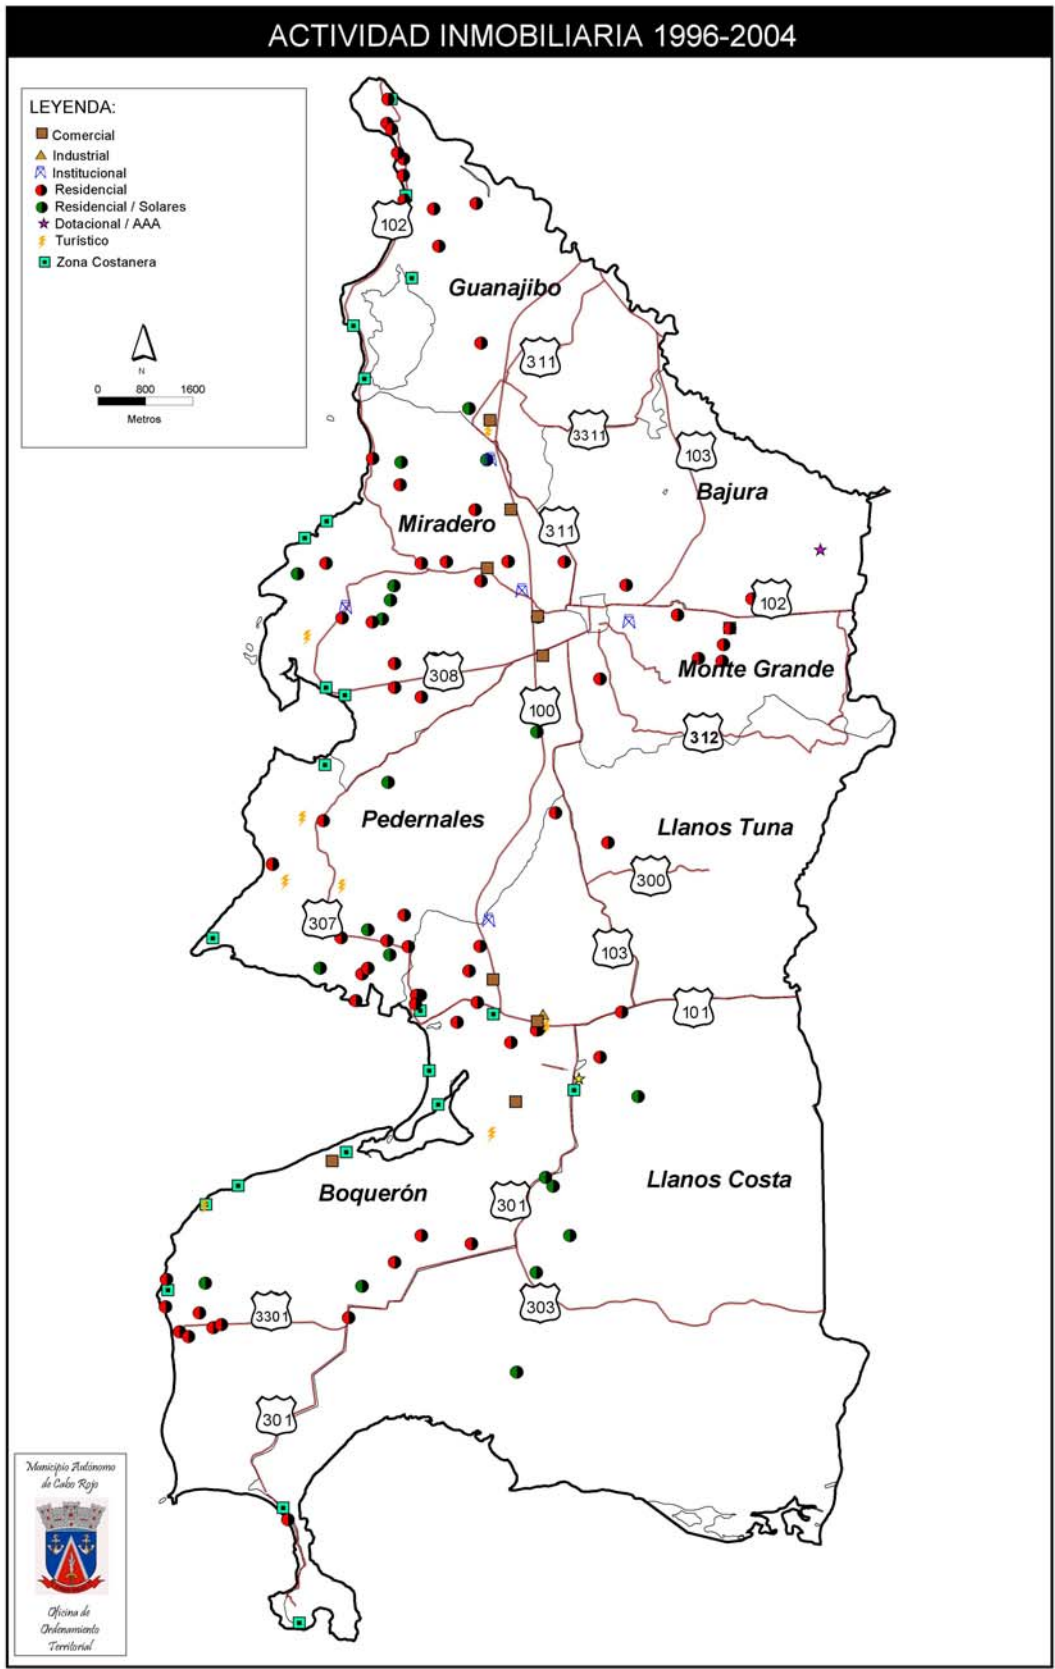 ACTIVIDAD INMOBILIARIA 1996-2004
LEYENDA:
Comercial
Industrial
Institucional
Residencial
Residencial / Solares
Dotacional / AAA
Turístico
Zona Costanera
N
0 800 1600
Metros
102
Guanajibo
311
3311
103
Bajura
Miradero
311
102
Monte Grande
308
100
312
Pedernales
Llanos Tuna
300
307
103
101
Llanos Costa
Boquerón
301
303
3301
301
Municipio Autónomo
de Cabo Rojo
Oficina de
Ordenamiento
Territorial